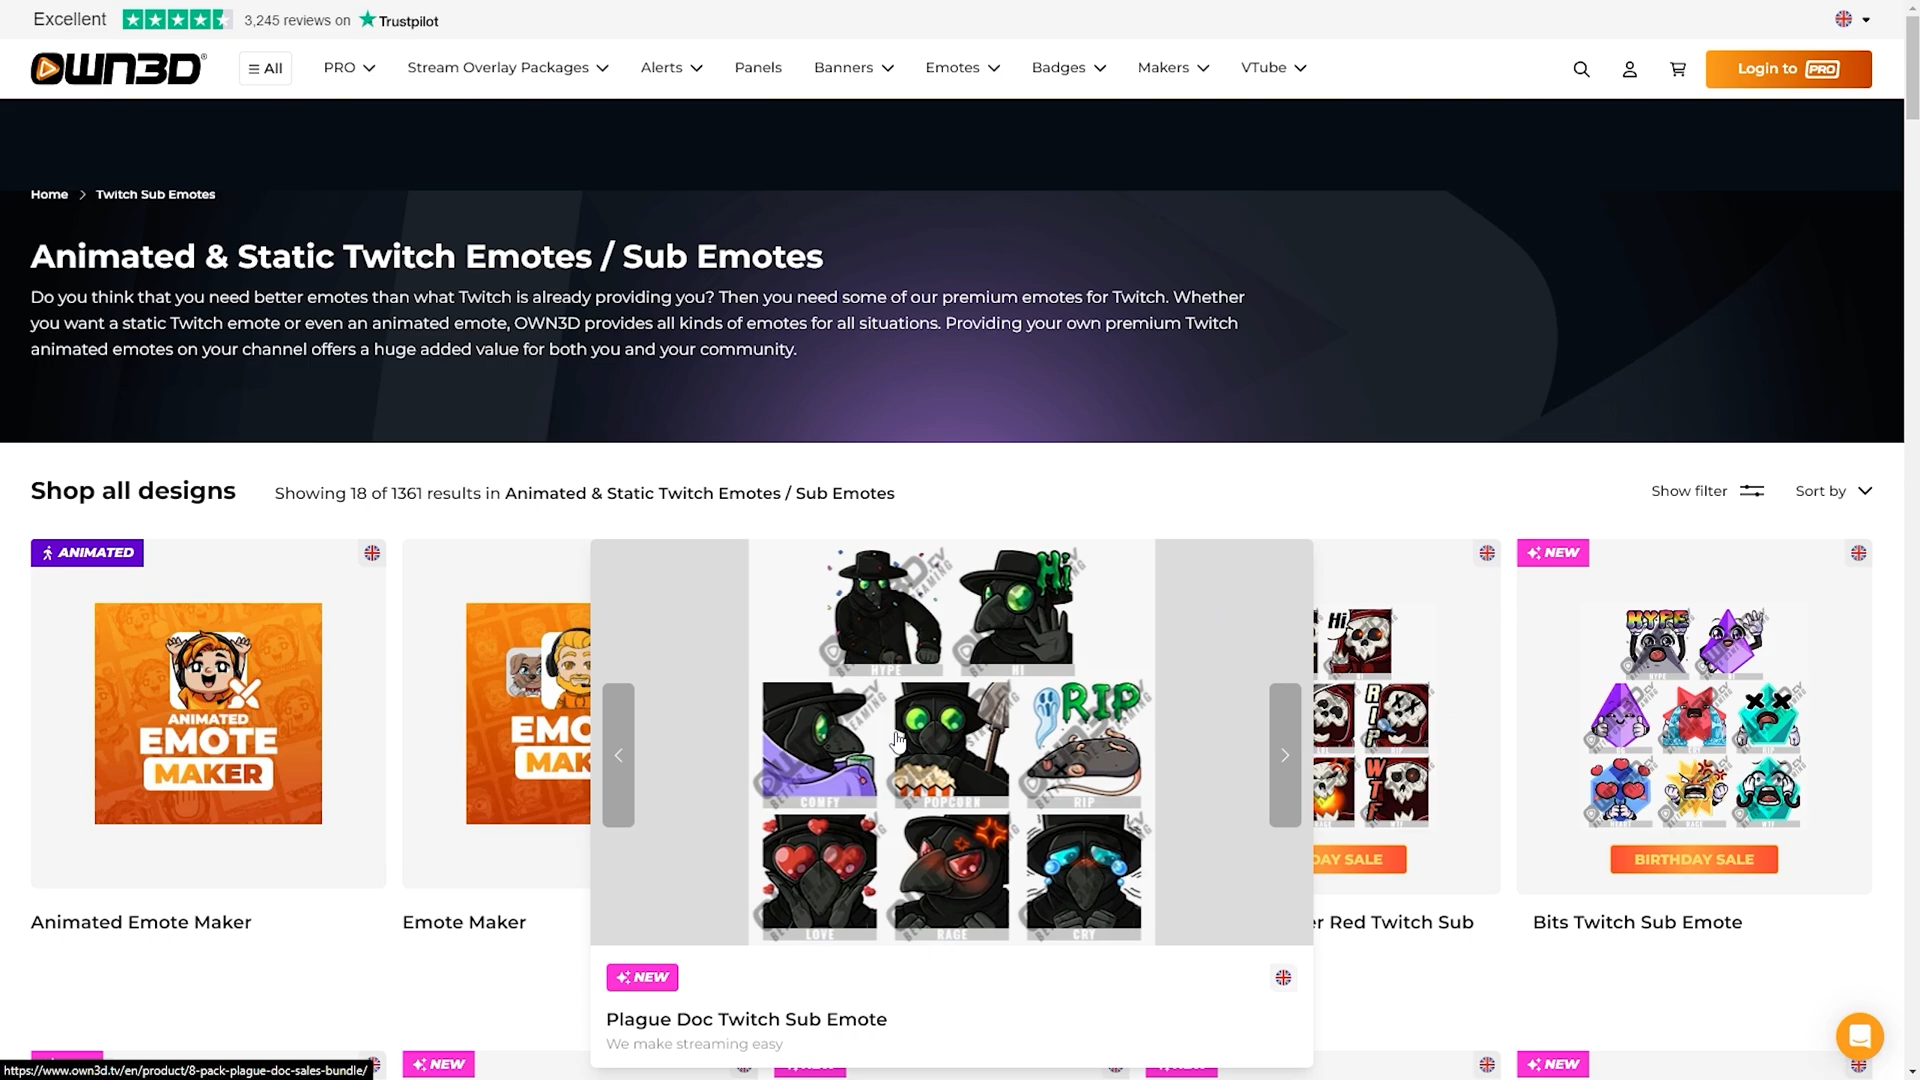 Excellent
3,245 reviews on Trustpilot
OWN3D
All
PRO
Stream Overlay Packages
Alerts
Panels
Banners
Emotes
Badges
Makers
VTube
Login to PRO
Home > Twitch Sub Emotes
Animated & Static Twitch Emotes / Sub Emotes
Do you think that you need better emotes than what Twitch is already providing you? Then you need some of our premium emotes for Twitch. Whether
you want a static Twitch emote or even an animated emote, OWN3D provides all kinds of emotes for all situations. Providing your own premium Twitch
animated emotes on your channel offers a huge added value for both you and your community.
Shop all designs
Showing 18 of 1361 results in Animated & Static Twitch Emotes / Sub Emotes
Show filter
Sort by
ANIMATED
ANIMATED
EMOTE
MAKER
Animated Emote Maker
EMO
MAK
Emote Maker
Hi
HYPE
HI
RIP
COMFY
POPCORN
RIP
LOVE
RAGE
CRY
NEW
Plague Doc Twitch Sub Emote
We make streaming easy
Hi
RIP
WTF
DAY SALE
er Red Twitch Sub
NEW
HYPE
BIRTHDAY SALE
Bits Twitch Sub Emote
NEW
NEW
https://www.own3d.tv/en/product/8-pack-plague-doc-sales-bundle/